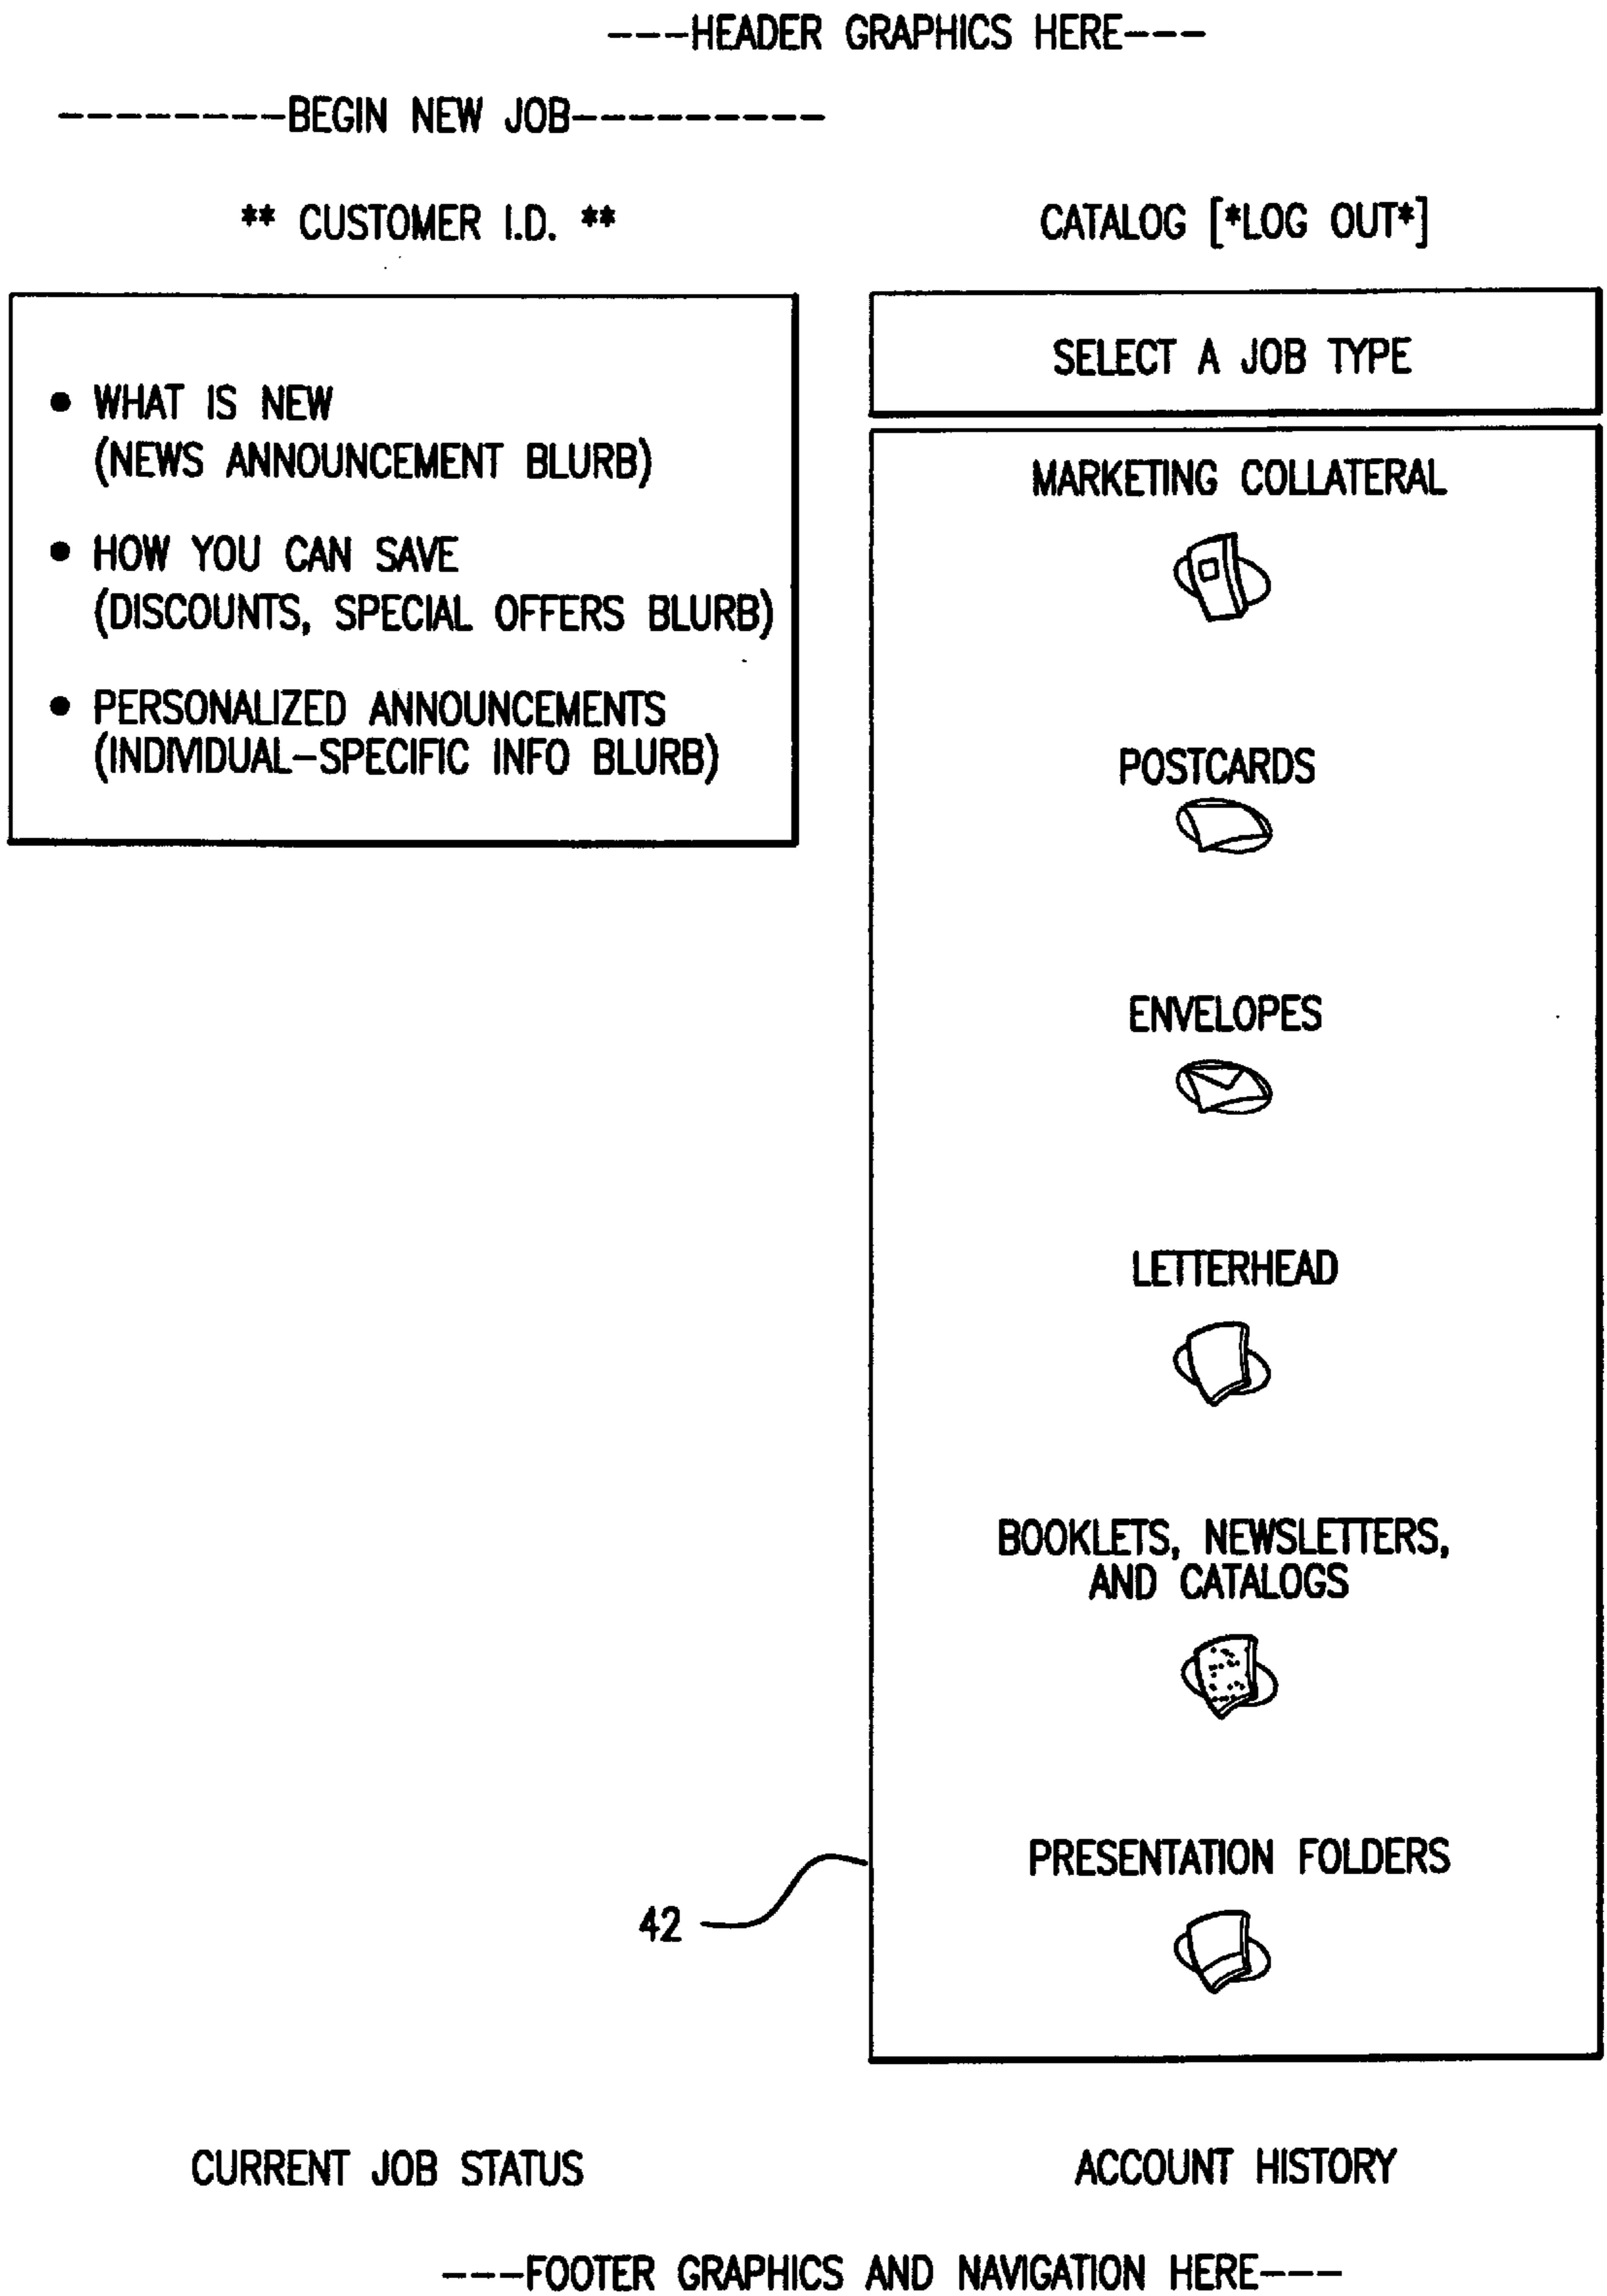 ---HEADER GRAPHICS HERE---
--------BEGIN NEW JOB---------
** CUSTOMER I.D. **
CATALOG [*LOG OUT*]
• WHAT IS NEW
(NEWS ANNOUNCEMENT BLURB)
• HOW YOU CAN SAVE
(DISCOUNTS, SPECIAL OFFERS BLURB)
• PERSONALIZED ANNOUNCEMENTS
(INDIVIDUAL-SPECIFIC INFO BLURB)
SELECT A JOB TYPE
MARKETING COLLATERAL
POSTCARDS
ENVELOPES
LETTERHEAD
BOOKLETS, NEWSLETTERS,
AND CATALOGS
PRESENTATION FOLDERS
42
CURRENT JOB STATUS
ACCOUNT HISTORY
---FOOTER GRAPHICS AND NAVIGATION HERE---